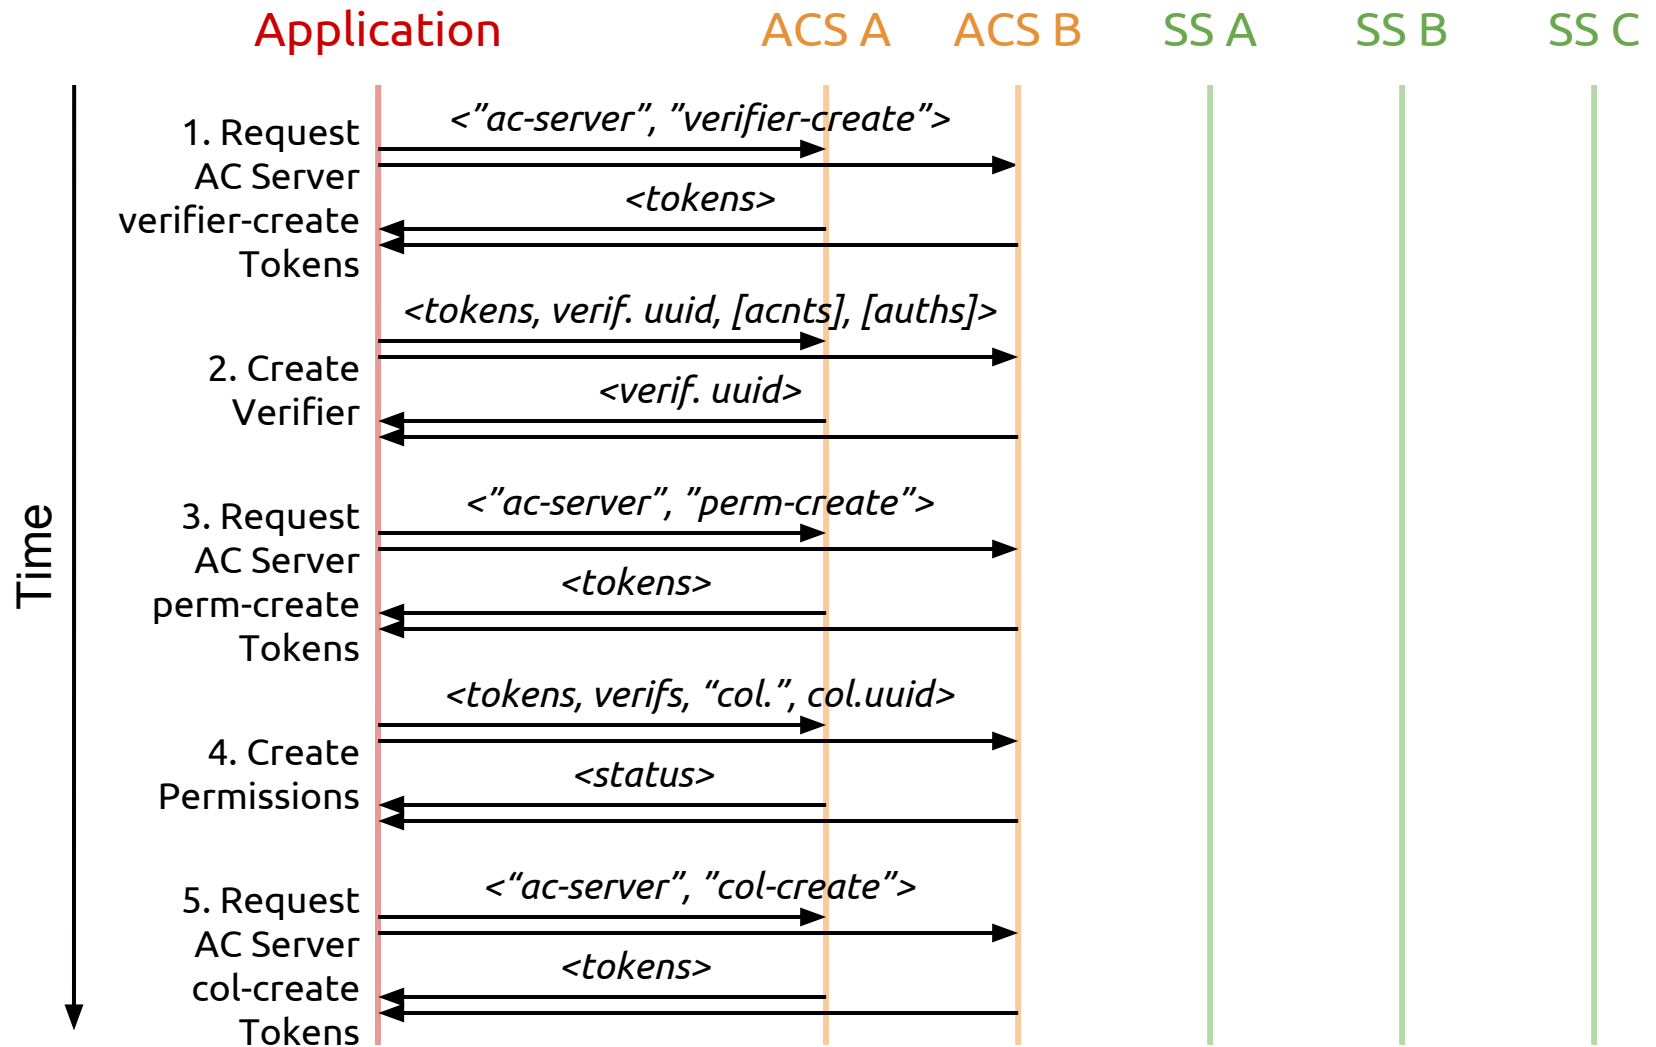 Application
ACS A
ACS B
SS A
SS B
SS C
Time
1. Request
AC Server
verifier-create
Tokens
<”ac-server”, ”verifier-create”>
<tokens>
2. Create
Verifier
<tokens, verif. uuid, [acnts], [auths]>
<verif. uuid>
3. Request
AC Server
perm-create
Tokens
<”ac-server”, ”perm-create”>
<tokens>
4. Create
Permissions
<tokens, verifs, “col.”, col.uuid>
<status>
5. Request
AC Server
col-create
Tokens
<“ac-server”, ”col-create”>
<tokens>